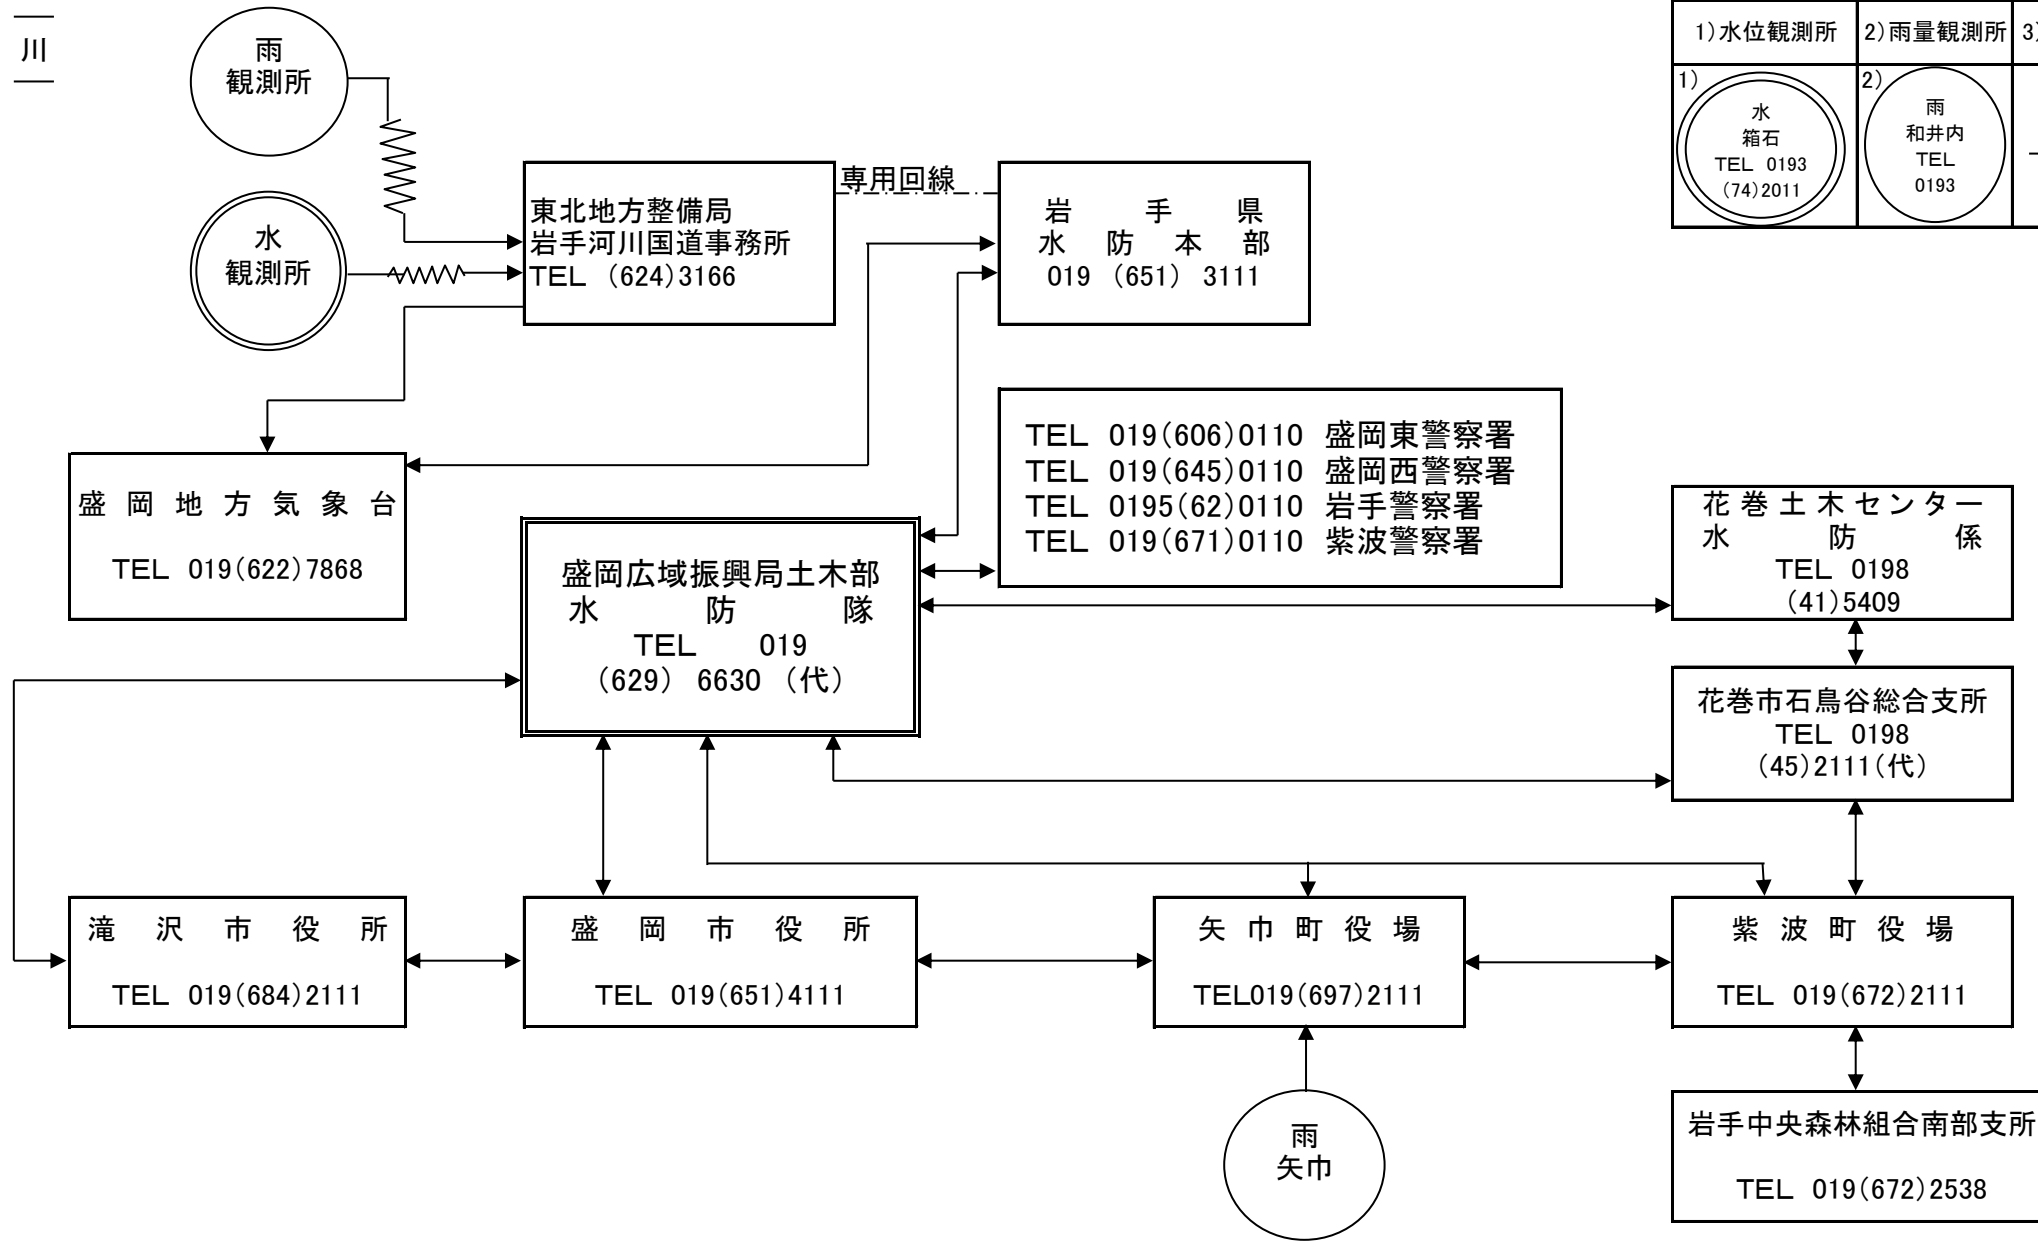 川
雨
観測所
水
観測所
東北地方整備局
岩手河川国道事務所
TEL (624)3166
専用回線
岩 手 県
水 防 本 部
019 (651) 3111
1)水位観測所
2)雨量観測所
3)
1)
水
箱石
TEL 0193
(74)2011
2)
雨
和井内
TEL
0193
盛 岡 地 方 気 象 台
TEL 019(622)7868
TEL 019(606)0110 盛岡東警察署
TEL 019(645)0110 盛岡西警察署
TEL 0195(62)0110 岩手警察署
TEL 019(671)0110 紫波警察署
盛岡広域振興局土木部
水 防 隊
TEL 019
(629) 6630 (代)
花 巻 土 木 セ ン タ ー
水 防 係
TEL 0198
(41)5409
花巻市石鳥谷総合支所
TEL 0198
(45)2111(代)
滝 沢 市 役 所
TEL 019(684)2111
盛 岡 市 役 所
TEL 019(651)4111
矢 巾 町 役 場
TEL019(697)2111
紫 波 町 役 場
TEL 019(672)2111
雨
矢巾
岩手中央森林組合南部支所
TEL 019(672)2538